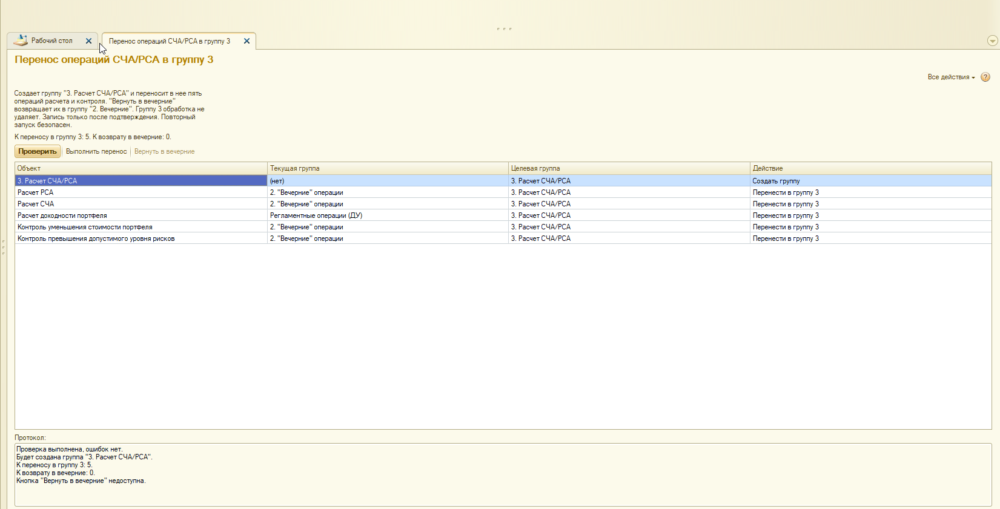 Рабочий стол
Перенос операций СЧА/РСА в группу 3
Перенос операций СЧА/РСА в группу 3
Все действия
?
Создает группу "3. Расчет СЧА/РСА" и переносит в нее пять
операций расчета и контроля. "Вернуть в вечерние"
возвращает их в группу "2. Вечерние". Группу 3 обработка не
удаляет. Запись только после подтверждения. Повторный
запуск безопасен.
К переносу в группу 3: 5. К возврату в вечерние: 0.
Проверить Выполнить перенос Вернуть в вечерние
Объект Текущая группа Целевая группа Действие
3. Расчет СЧА/РСА (нет) 3. Расчет СЧА/РСА Создать группу
Расчет РСА 2. "Вечерние" операции 3. Расчет СЧА/РСА Перенести в группу 3
Расчет СЧА 2. "Вечерние" операции 3. Расчет СЧА/РСА Перенести в группу 3
Расчет доходности портфеля Регламентные операции (ДУ) 3. Расчет СЧА/РСА Перенести в группу 3
Контроль уменьшения стоимости портфеля 2. "Вечерние" операции 3. Расчет СЧА/РСА Перенести в группу 3
Контроль превышения допустимого уровня рисков 2. "Вечерние" операции 3. Расчет СЧА/РСА Перенести в группу 3
Протокол:
Проверка выполнена, ошибок нет.
Будет создана группа "3. Расчет СЧА/РСА".
К переносу в группу 3: 5.
К возврату в вечерние: 0.
Кнопка "Вернуть в вечерние" недоступна.